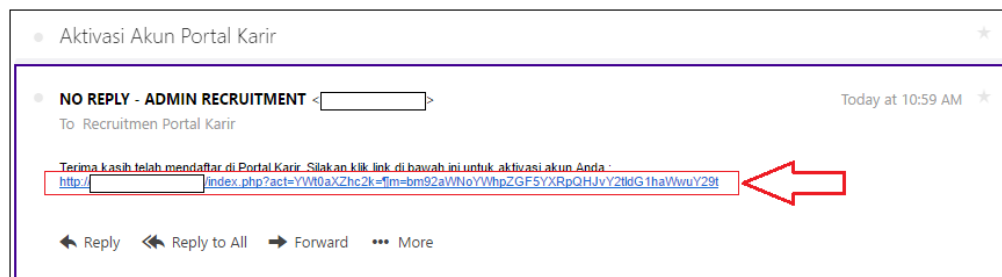 Aktivasi Akun Portal Karir
NO REPLY - ADMIN RECRUITMENT < >
Today at 10:59 AM
To Recruitmen Portal Karir
Terima kasih telah mendaftar di Portal Karir. Silakan klik link di bawah ini untuk aktivasi akun Anda :
http:/ /index.php?act=YWt0aXZhc2k=¶m=bm92aWNoYWhpZGF5YXRpQHJvY2tldG1haWwuY29t
Reply Reply to All Forward More